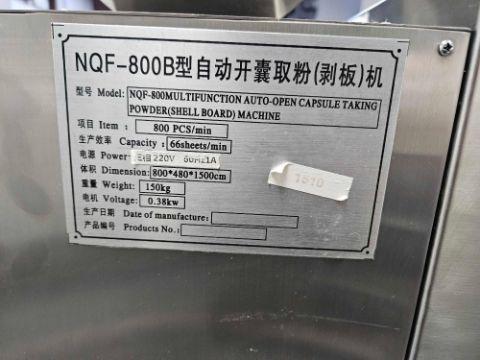 NQF-800B型自动开囊取粉(剥板)机
型号 Model: NQF-800MULTIFUNCTION AUTO-OPEN CAPSULE TAKING
POWDER(SHELL BOARD) MACHINE
项目 Item : 800 PCS/min
生产效率 Capacity : 66sheets/min
电源 Power: 220V
体积 Dimension: 800*480*1500cm
重量 Weight: 150kg
电机 Voltage: 0.38kw
生产日期 Date of manufacture:
产品编号 Products No.: